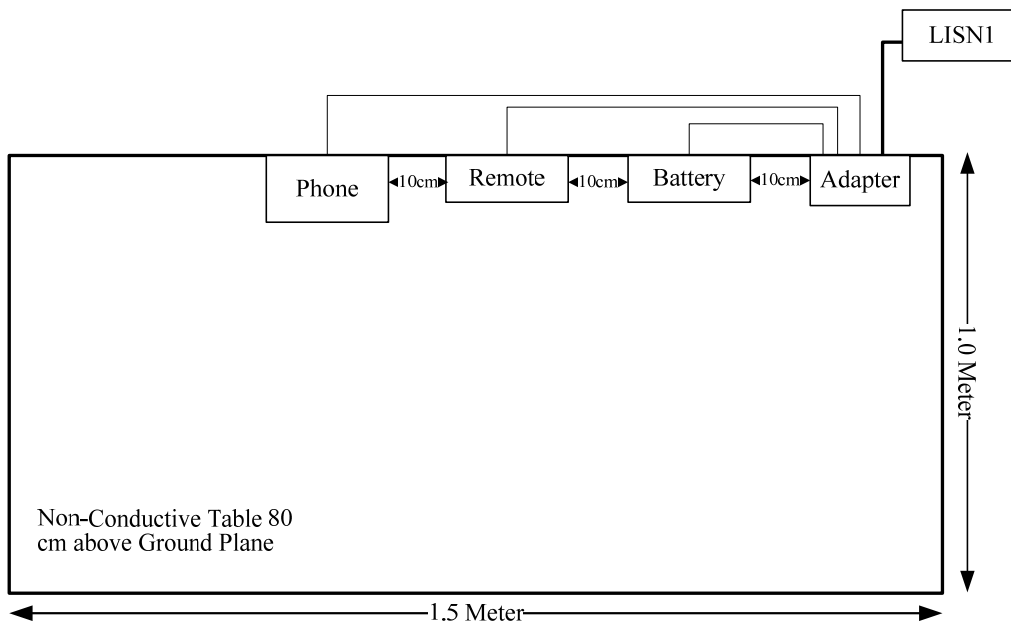 LISN1
Phone
10cm
Remote
10cm
Battery
10cm
Adapter
1.0 Meter
Non-Conductive Table 80
cm above Ground Plane
1.5 Meter